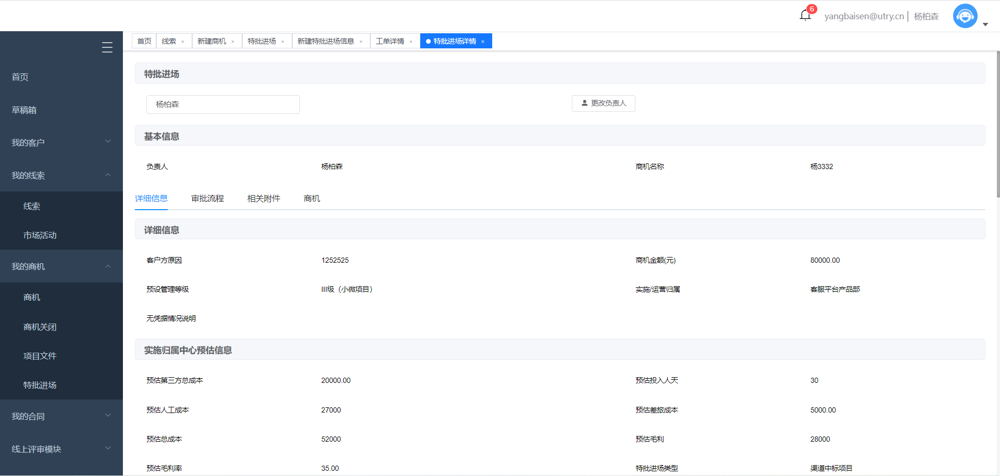 6
yangbaisen@utry.cn | 杨柏森
首页 线索 × 新建商机 × 特批进场 × 新建特批进场信息 × 工单详情 × 特批进场详情 ×
首页
草稿箱
我的客户
我的线索
线索
市场活动
我的商机
商机
商机关闭
项目文件
特批进场
我的合同
线上评审模块
特批进场
杨柏森 更改负责人
基本信息
负责人 杨柏森 商机名称 杨3332
详细信息 审批流程 相关附件 商机
详细信息
客户方原因 1252525 商机金额(元) 80000.00
预设管理等级 III级（小微项目） 实施/运营归属 客服平台产品部
无凭据情况说明
实施归属中心预估信息
预估第三方总成本 20000.00 预估投入人天 30
预估人工成本 27000 预估差旅成本 5000.00
预估总成本 52000 预估毛利 28000
预估毛利率 35.00 特批进场类型 渠道中标项目